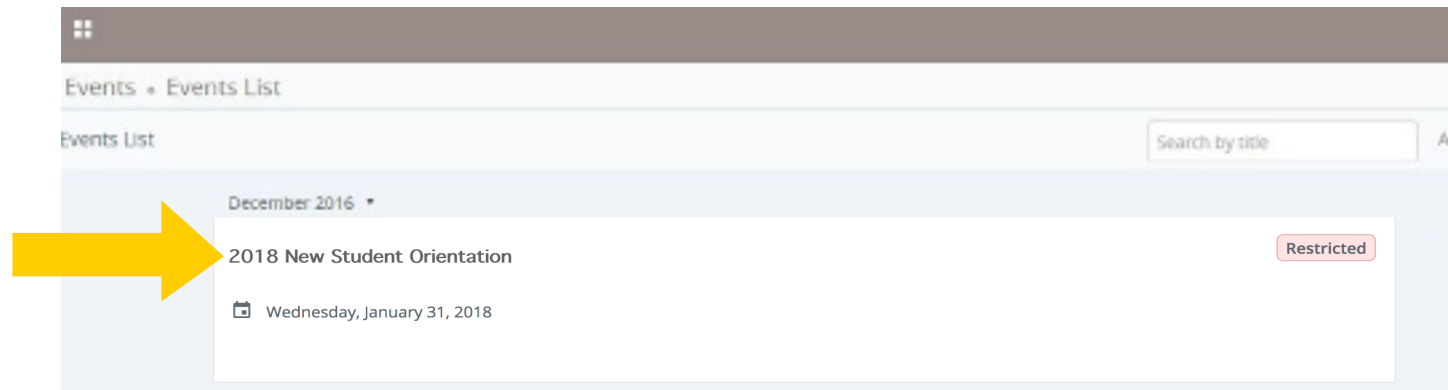 Events • Events List
Events List
Search by title
A
December 2016
2018 New Student Orientation
Restricted
Wednesday, January 31, 2018